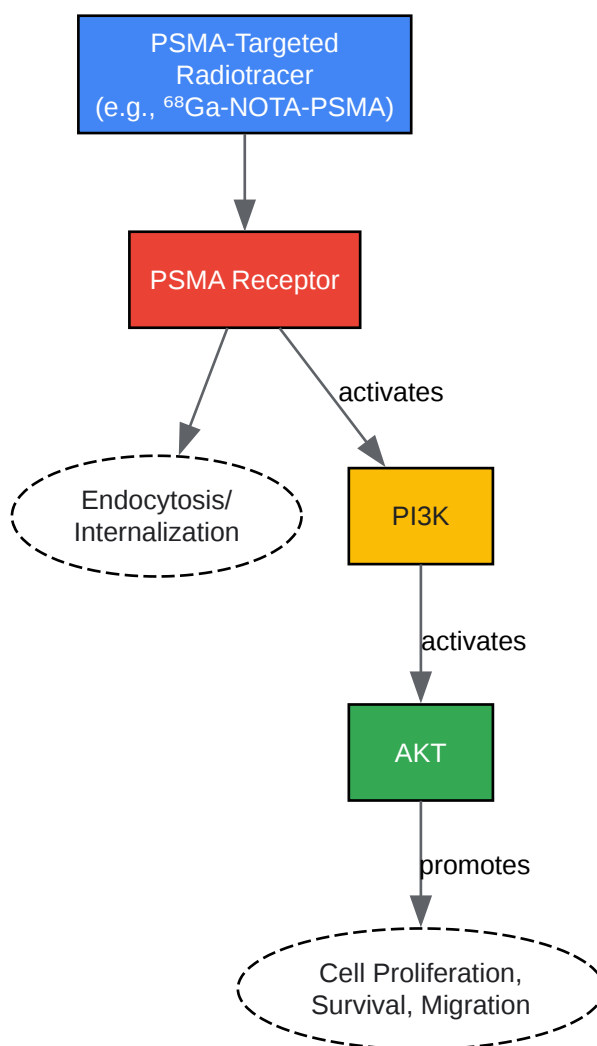 PSMA-Targeted
Radiotracer
(e.g., ⁶⁸Ga-NOTA-PSMA)
PSMA Receptor
activates
Endocytosis/
Internalization
PI3K
activates
AKT
promotes
Cell Proliferation,
Survival, Migration